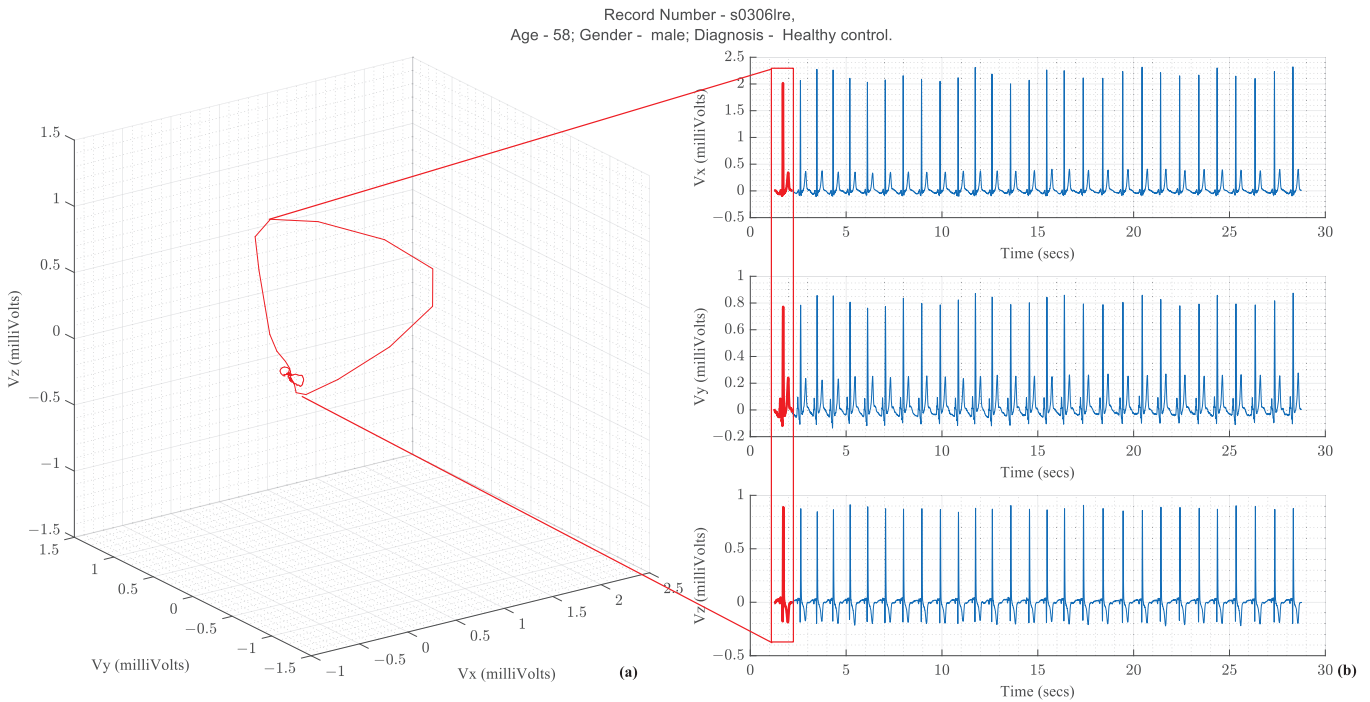 Record Number - s0306lre,
Age - 58; Gender -  male; Diagnosis -  Healthy control.
1.5
1
0.5
0
−0.5
−1
−1.5
Vz (milliVolts)
1.5
1
0.5
0
−0.5
−1
−1.5
Vy (milliVolts)
−1
−0.5
0
0.5
1
1.5
2
2.5
Vx (milliVolts)
(a)
2.5
2
1.5
1
0.5
0
−0.5
Vx (milliVolts)
0 5 10 15 20 25 30
Time (secs)
1
0.8
0.6
0.4
0.2
0
−0.2
Vy (milliVolts)
0 5 10 15 20 25 30
Time (secs)
1
0.5
0
−0.5
Vz (milliVolts)
0 5 10 15 20 25 30
Time (secs)
(b)